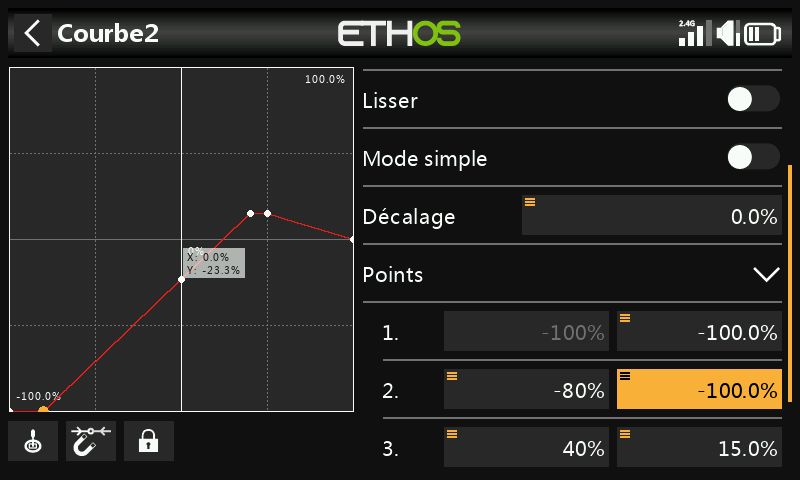 Courbe2
ETHOS
2.4G
100.0%
0%
X: 0.0%
Y: -23.3%
-100.0%
Lisser
Mode simple
Décalage 0.0%
Points
1. -100% -100.0%
2. -80% -100.0%
3. 40% 15.0%